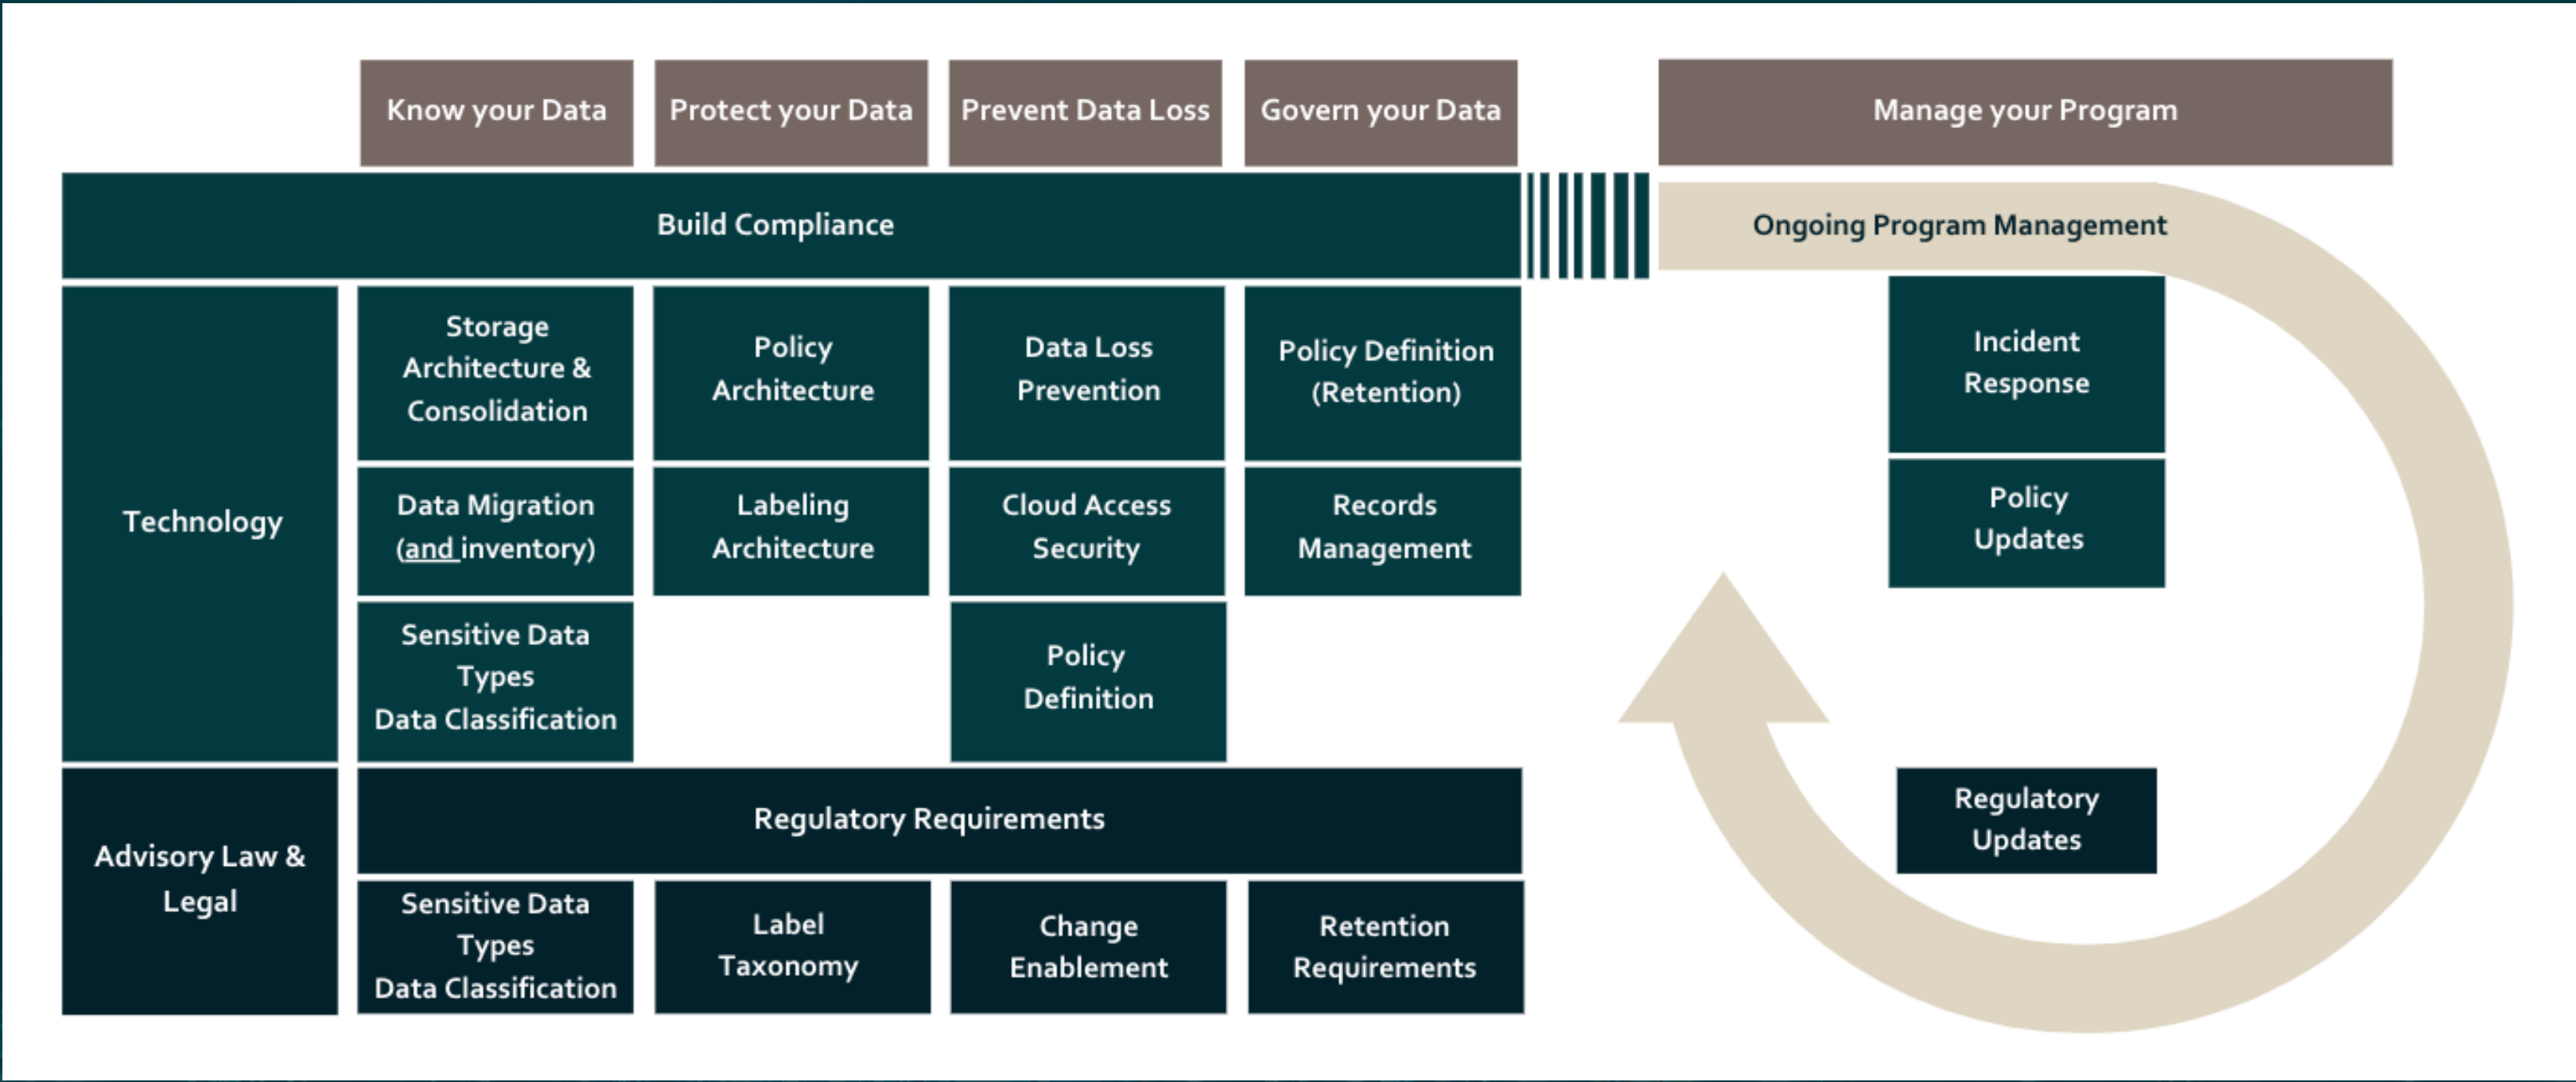 Know your Data
Protect your Data
Prevent Data Loss
Govern your Data
Manage your Program
Build Compliance
Ongoing Program Management
Technology
Storage
Architecture &
Consolidation
Policy
Architecture
Data Loss
Prevention
Policy Definition
(Retention)
Incident
Response
Data Migration
(and inventory)
Labeling
Architecture
Cloud Access
Security
Records
Management
Policy
Updates
Sensitive Data
Types
Data Classification
Policy
Definition
Advisory Law &
Legal
Regulatory Requirements
Regulatory
Updates
Sensitive Data
Types
Data Classification
Label
Taxonomy
Change
Enablement
Retention
Requirements